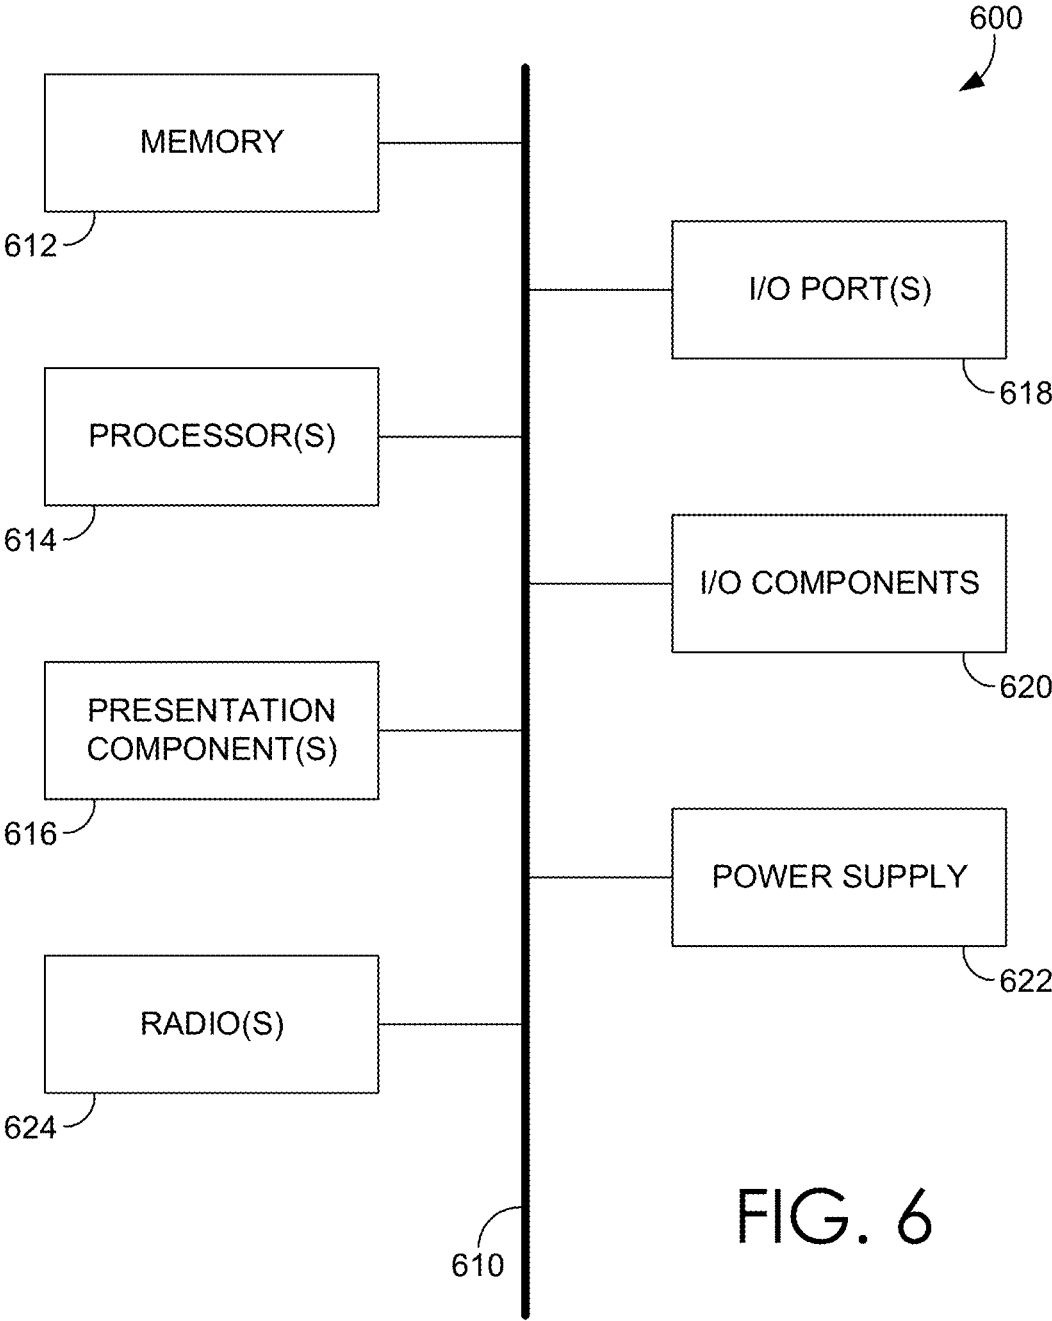 600
MEMORY
612
I/O PORT(S)
618
PROCESSOR(S)
614
I/O COMPONENTS
620
PRESENTATION
COMPONENT(S)
616
POWER SUPPLY
622
RADIO(S)
624
610
FIG. 6